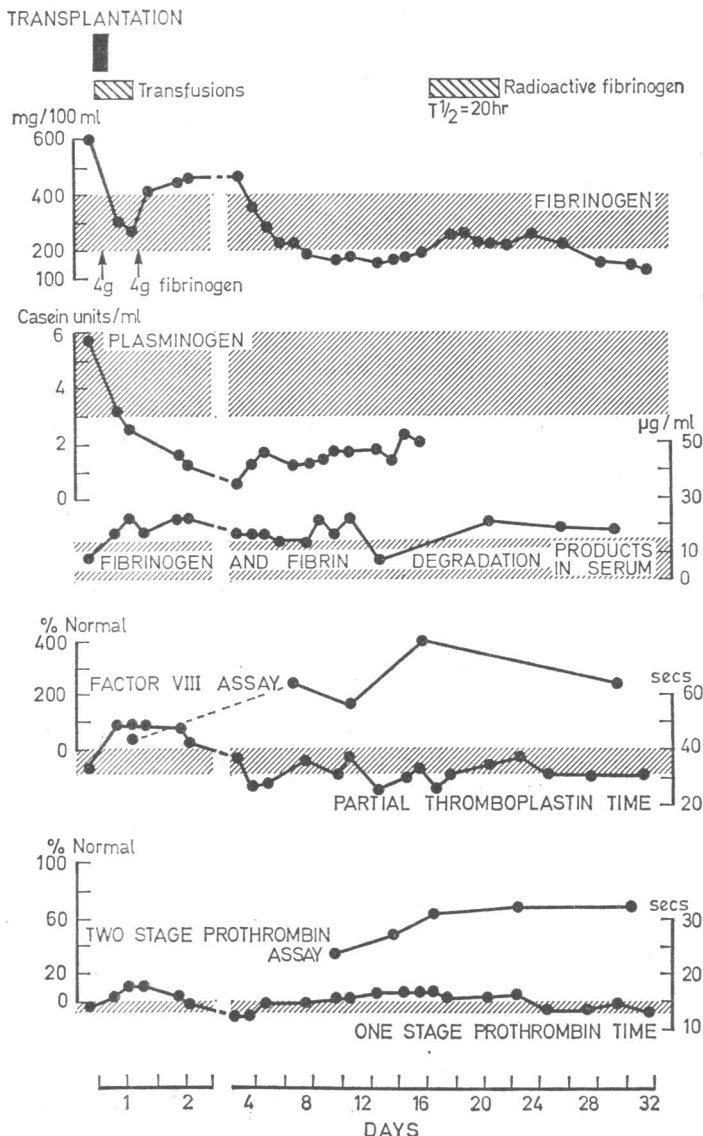 TRANSPLANTATION
Transfusions
Radioactive fibrinogen
T½=20hr
mg/100 ml
600
400
200
100
FIBRINOGEN
4g
4g fibrinogen
Casein units/ml
6
4
2
0
PLASMINOGEN
µg/ml
50
30
10
0
FIBRINOGEN AND FIBRIN DEGRADATION PRODUCTS
IN SERUM
% Normal
400
200
0
FACTOR VIII ASSAY
secs
60
40
20
PARTIAL THROMBOPLASTIN TIME
% Normal
100
60
20
0
TWO STAGE PROTHROMBIN
ASSAY
secs
30
20
10
ONE STAGE PROTHROMBIN TIME
1 2 4 8 12 16 20 24 28 32
DAYS